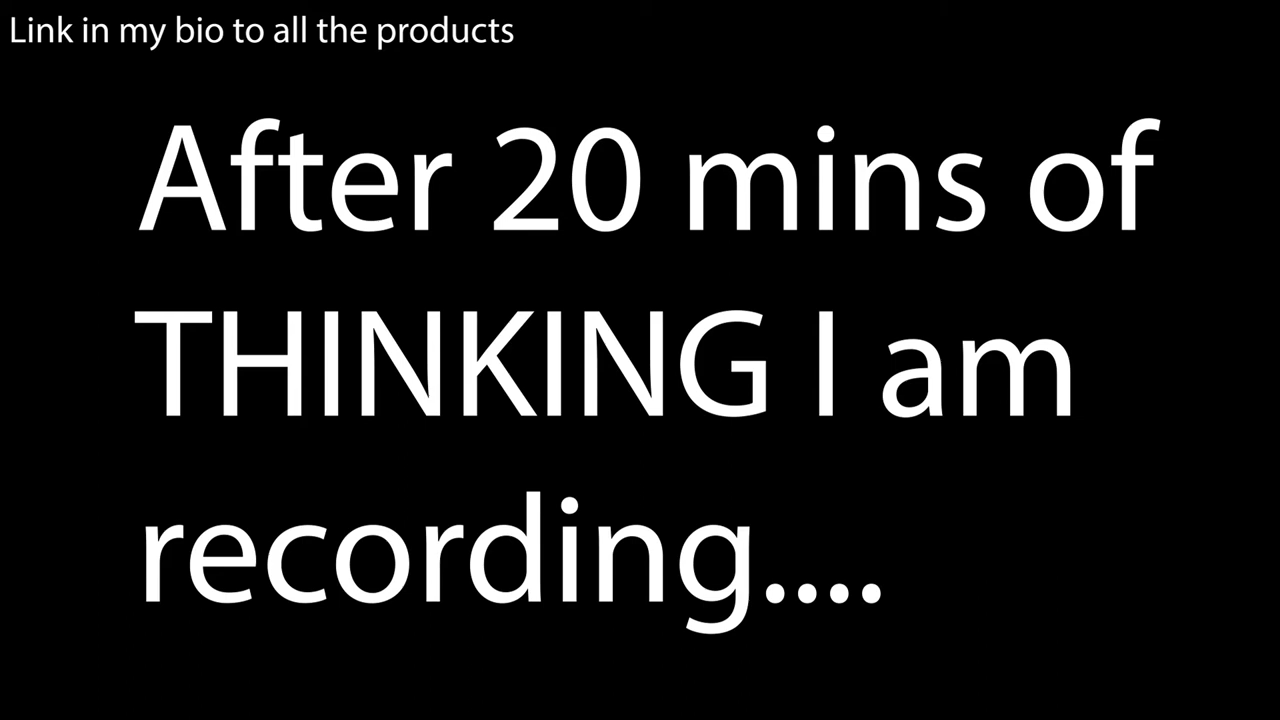 Link in my bio to all the products
After 20 mins of
THINKING I am
recording....